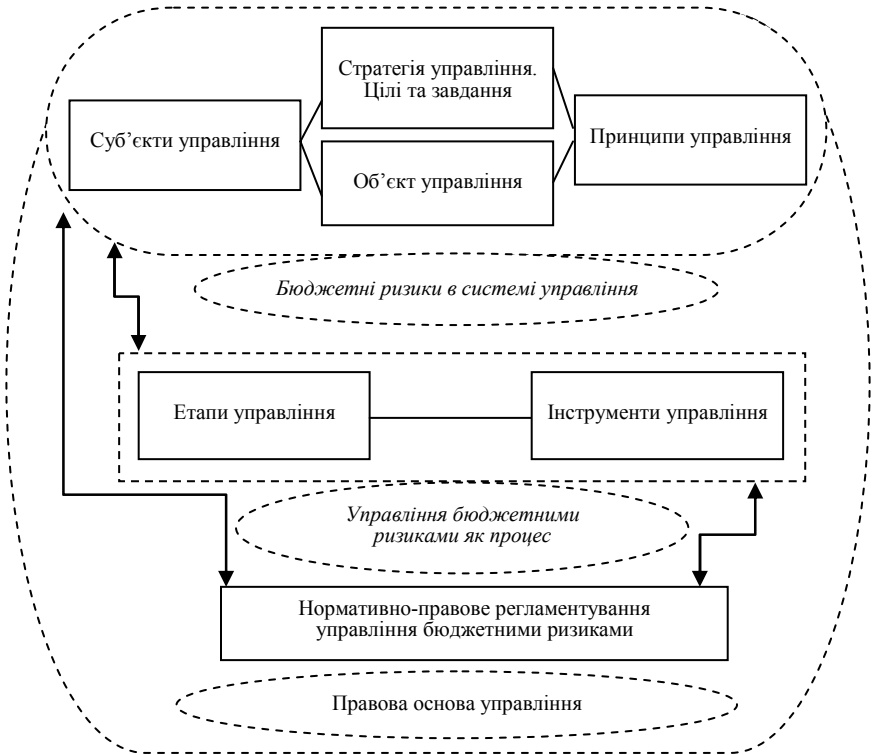 Стратегія управління.
Цілі та завдання
Суб’єкти управління
Принципи управління
Об’єкт управління
Бюджетні ризики в системі управління
Етапи управління
Інструменти управління
Управління бюджетними
ризиками як процес
Нормативно-правове регламентування
управління бюджетними ризиками
Правова основа управління